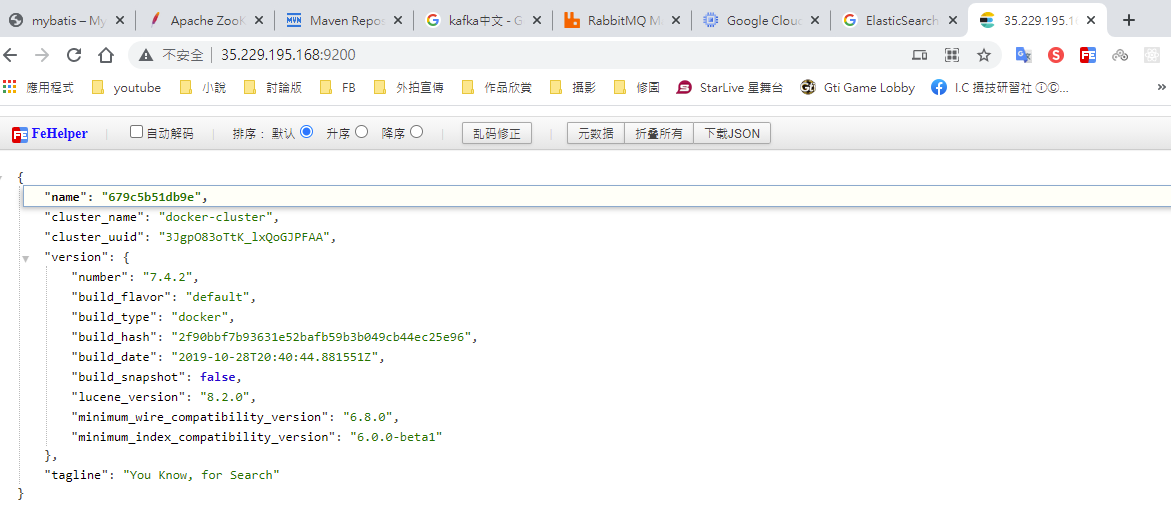 mybatis – My
Apache ZooK
Maven Repos
kafka中文 - G
RabbitMQ M
Google Clou
ElasticSearch
35.229.195.1
不安全 | 35.229.195.168:9200
應用程式 youtube 小說 討論版 FB 外拍宣傳 作品欣賞 攝影 修圖 StarLive 星舞台 Gti Game Lobby I.C 攝技研習社 ⓘⒸ... »
FE FeHelper 自动解码 排序： 默认 升序 降序 乱码修正 元数据 折叠所有 下载JSON
{
"name": "679c5b51db9e",
"cluster_name": "docker-cluster",
"cluster_uuid": "3JgpO83oTtK_lxQoGJPFAA",
"version": {
"number": "7.4.2",
"build_flavor": "default",
"build_type": "docker",
"build_hash": "2f90bbf7b93631e52bafb59b3b049cb44ec25e96",
"build_date": "2019-10-28T20:40:44.881551Z",
"build_snapshot": false,
"lucene_version": "8.2.0",
"minimum_wire_compatibility_version": "6.8.0",
"minimum_index_compatibility_version": "6.0.0-beta1"
},
"tagline": "You Know, for Search"
}